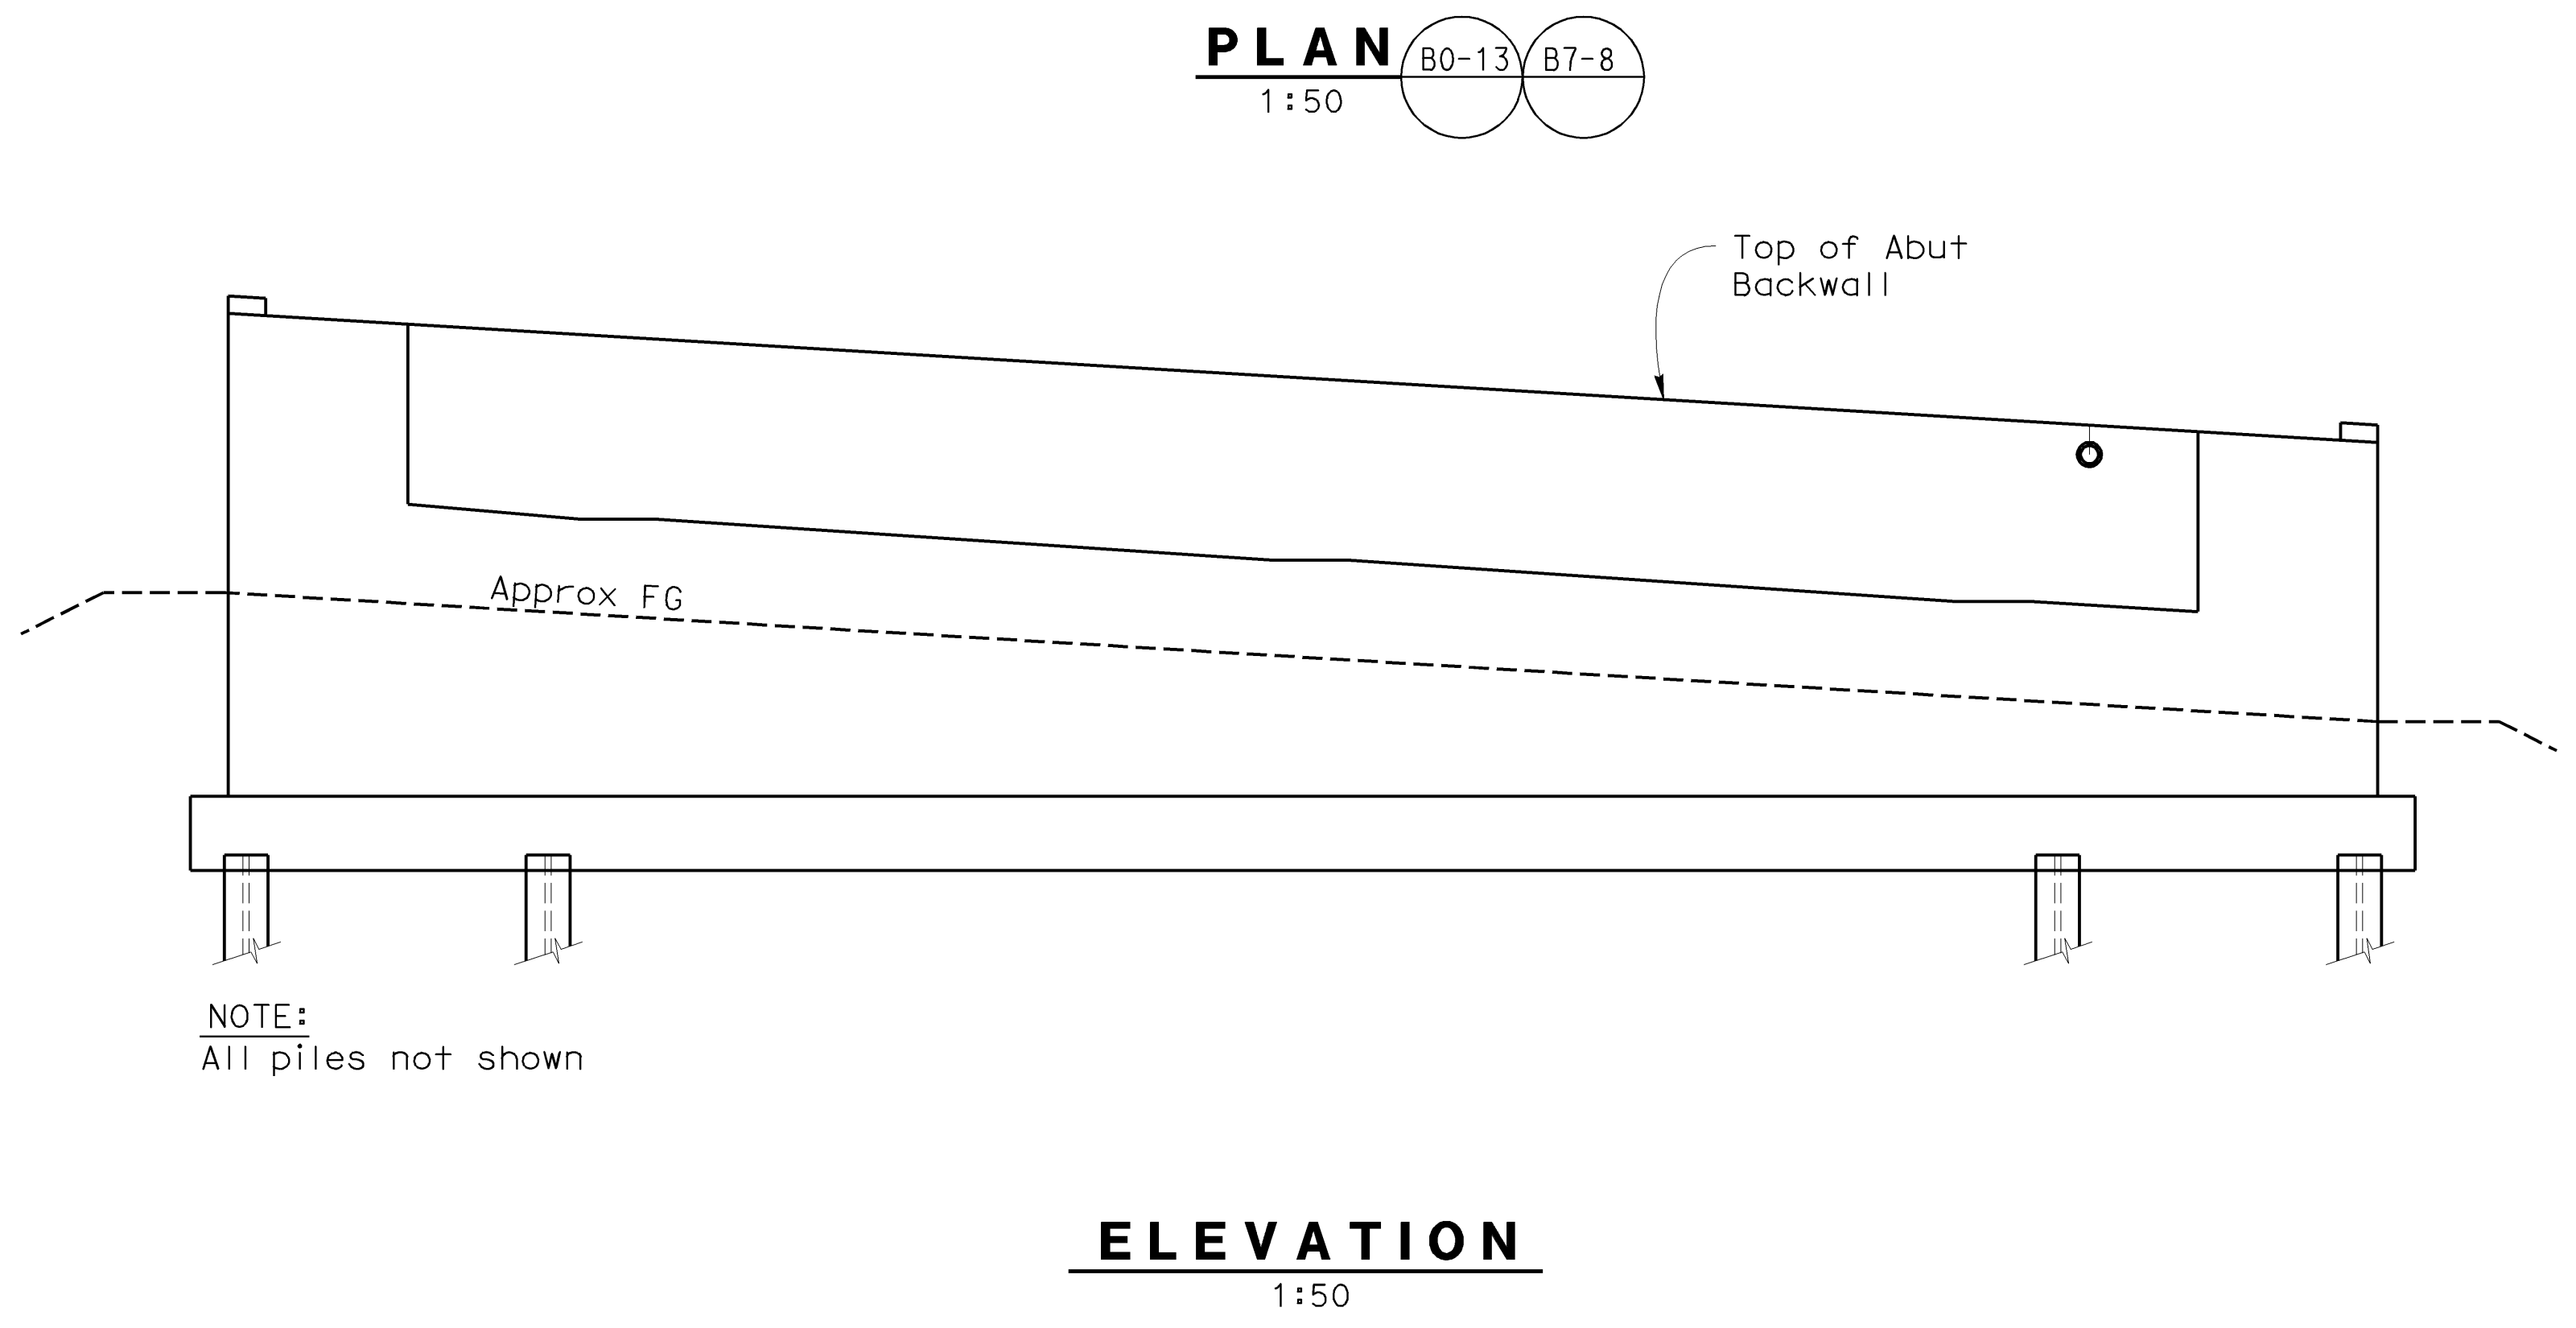 PLAN B0-13 B7-8
1:50
Top of Abut
Backwall
Approx FG
NOTE:
All piles not shown
ELEVATION
1:50